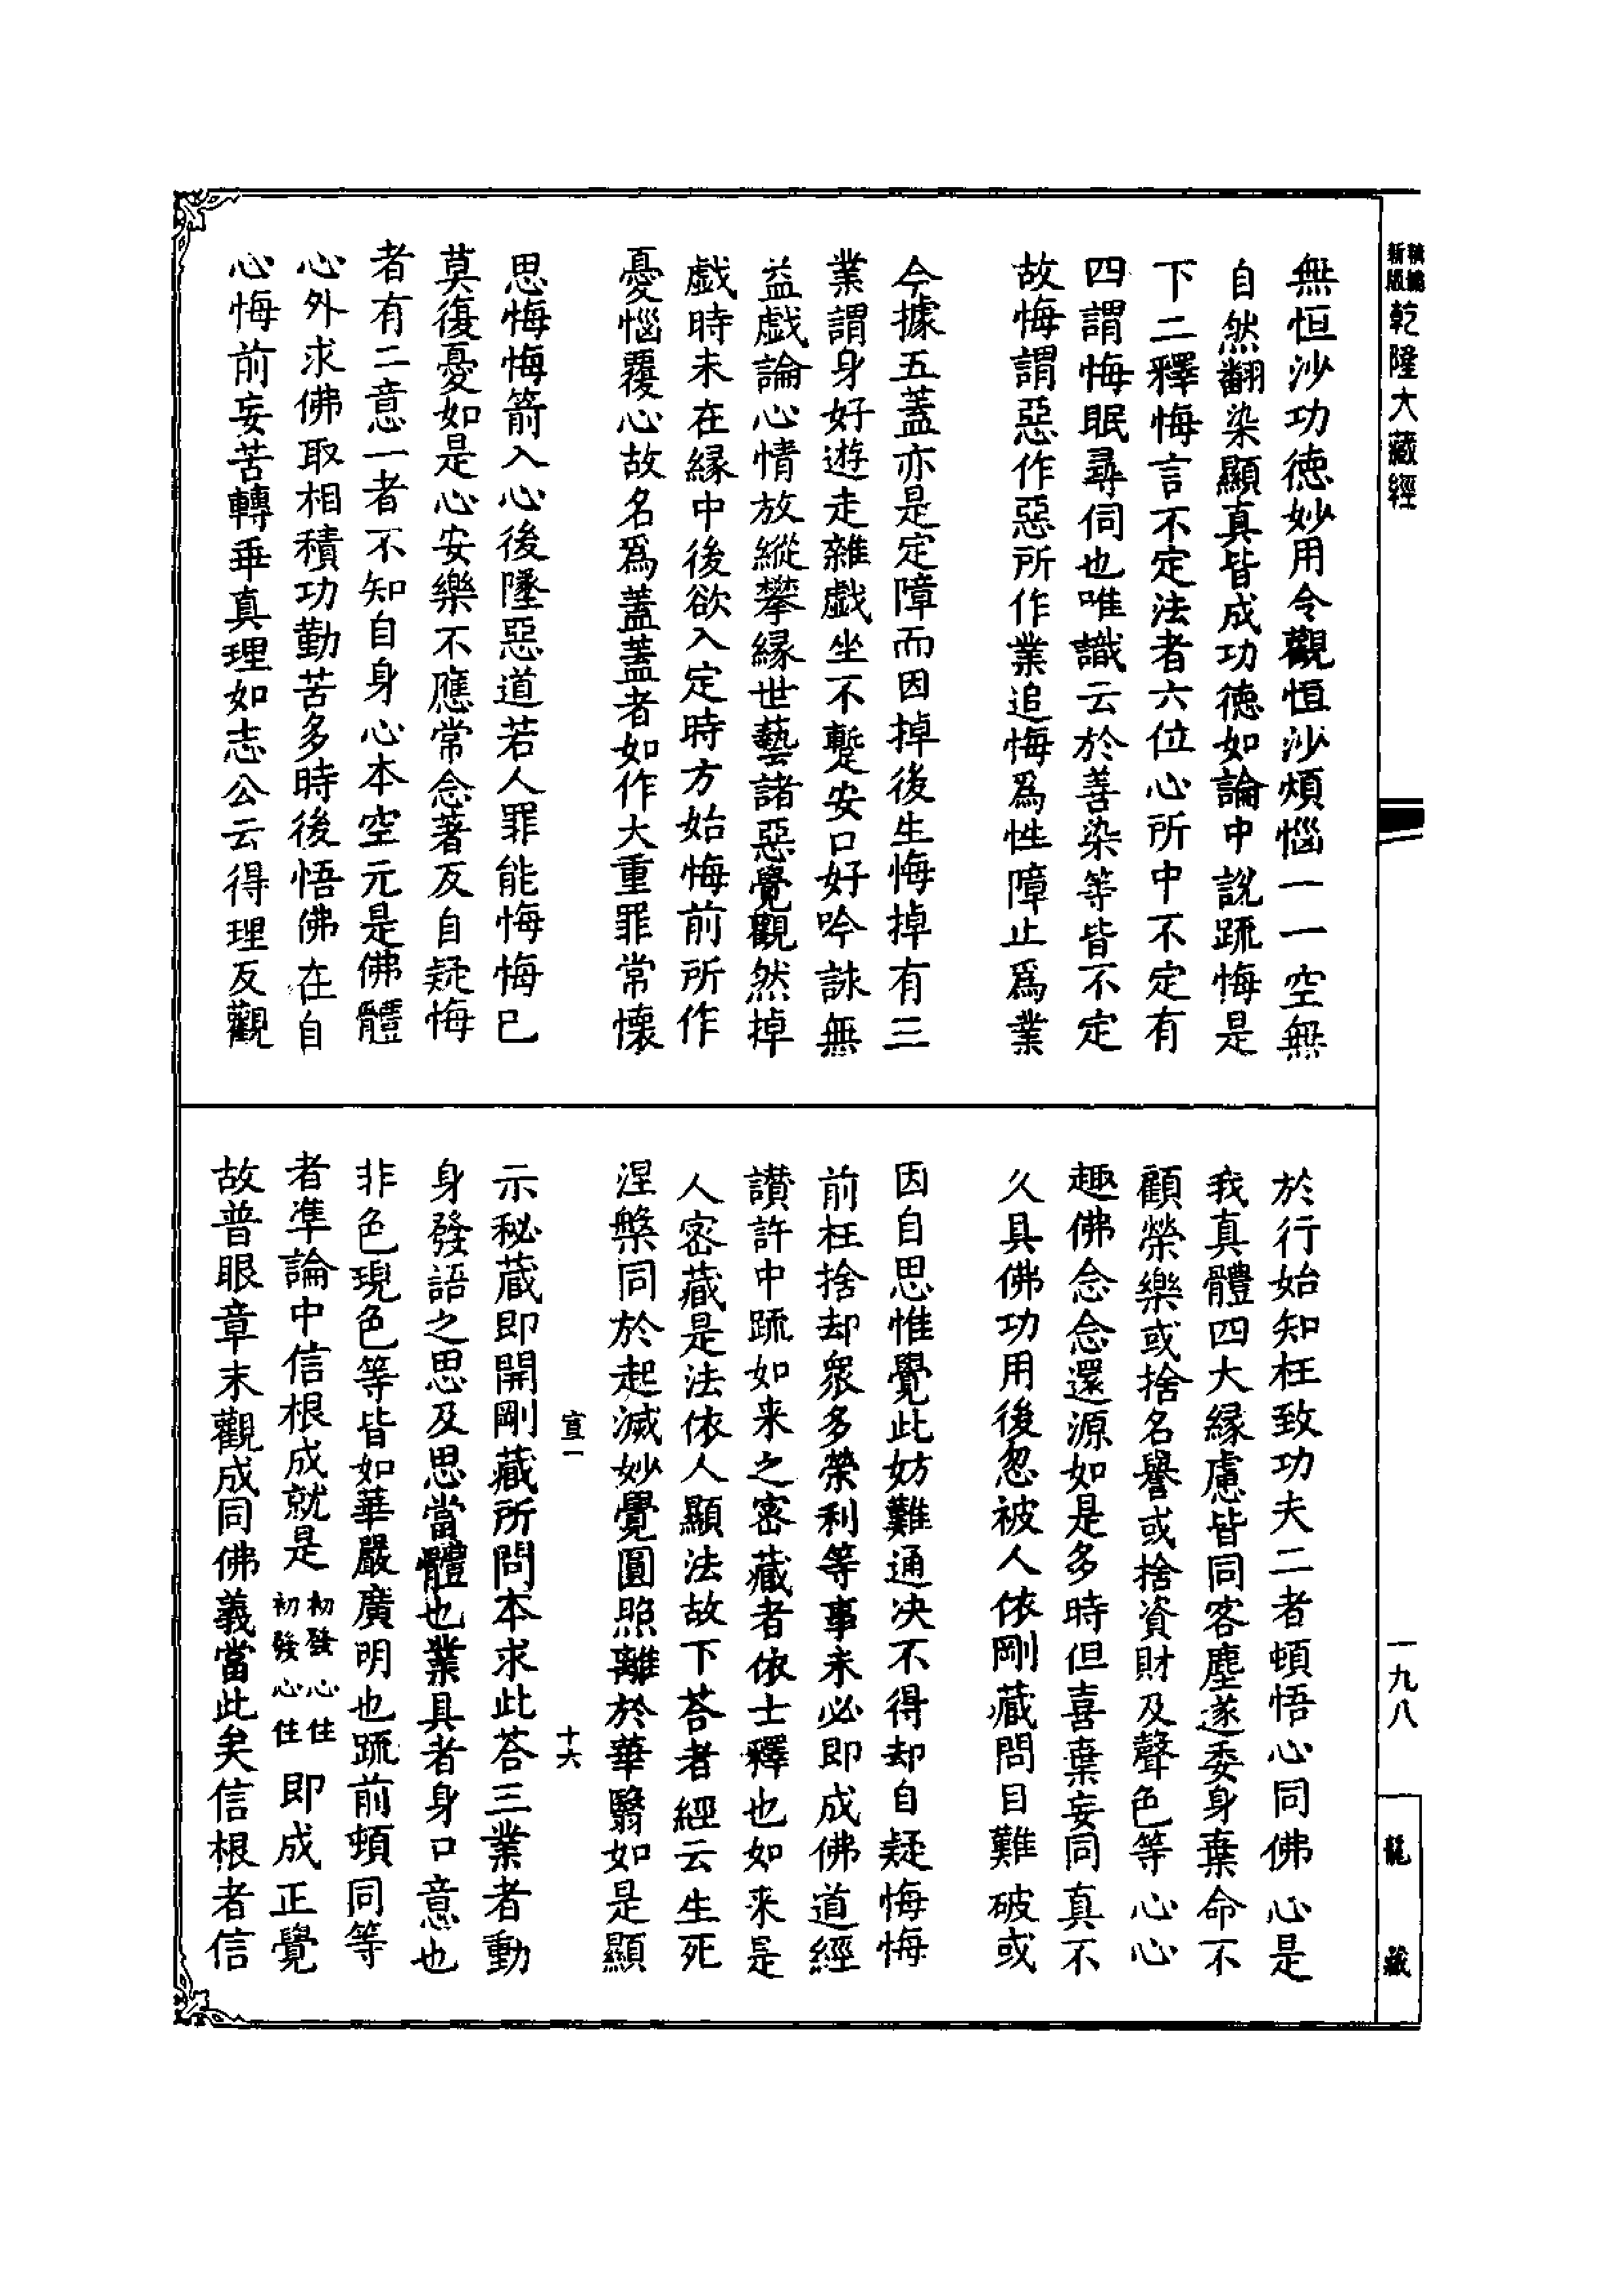 新版
乾隆大藏經
一九八
龍藏
無恒沙功德妙用令觀恒沙煩惱一一空無
自然翻染顯真皆成功德如論中說䟽悔是
下二釋悔言不定法者六位心所中不定有
四謂悔眠尋伺也唯識云於善染等皆不定
故悔謂惡作惡所作業追悔爲性障止爲業
今據五蓋亦是定障而因掉後生悔掉有三
業謂身好遊走雜戲坐不蹔安口好吟詠無
益戲論心情放縱攀緣世藝諸惡覺觀然掉
戲時未在緣中後欲入定時方始悔前所作
憂惱覆心故名爲蓋蓋者如作大重罪常懷
思悔悔箭入心後墜惡道若人罪能悔悔已
莫復憂如是心安樂不應常念著反自疑悔
者有二意一者不知自身心本空元是佛體
心外求佛取相積功勤苦多時後悟佛在自
心悔前妄苦轉乖真理如志公云得理反觀
於行始知枉致功夫二者頓悟心同佛心是
我真體四大緣慮皆同客塵遂委身棄命不
顧榮樂或捨名譽或捨資財及聲色等心心
趣佛念念還源如是多時但喜棄妄同真不
久具佛功用後忽被人依剛藏問目難破或
因自思惟覺此妨難通决不得却自疑悔悔
前枉捨却衆多榮利等事未必即成佛道經
讚許中䟽如来之密藏者依士釋也如来是
人密藏是法依人顯法故下荅者經云生死
涅槃同於起滅妙覺圓照離於華翳如是顯
宣一
十六
示秘藏即開剛藏所問本求此荅三業者動
身發語之思及思當體也業具者身口意也
非色現色等皆如華嚴廣明也䟽前頓同等
者準論中信根成就是初發心住初發心住即成正覺
故普眼章末觀成同佛義當此矣信根者信